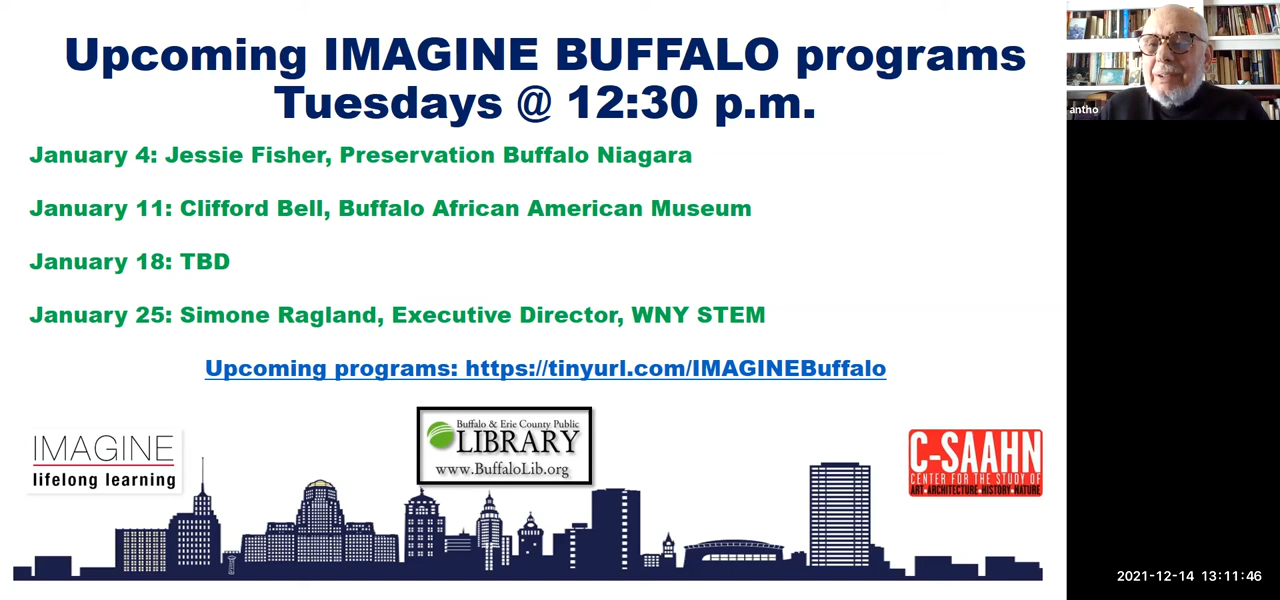 Upcoming IMAGINE BUFFALO programs
Tuesdays @ 12:30 p.m.
antho
January 4: Jessie Fisher, Preservation Buffalo Niagara
January 11: Clifford Bell, Buffalo African American Museum
January 18: TBD
January 25: Simone Ragland, Executive Director, WNY STEM
Upcoming programs: https://tinyurl.com/IMAGINEBuffalo
IMAGINE
lifelong learning
Buffalo & Erie County Public
LIBRARY
www.BuffaloLib.org
C-SAAHN
CENTER FOR THE STUDY OF
ART•ARCHITECTURE•HISTORY•NATURE
2021-12-14 13:11:46